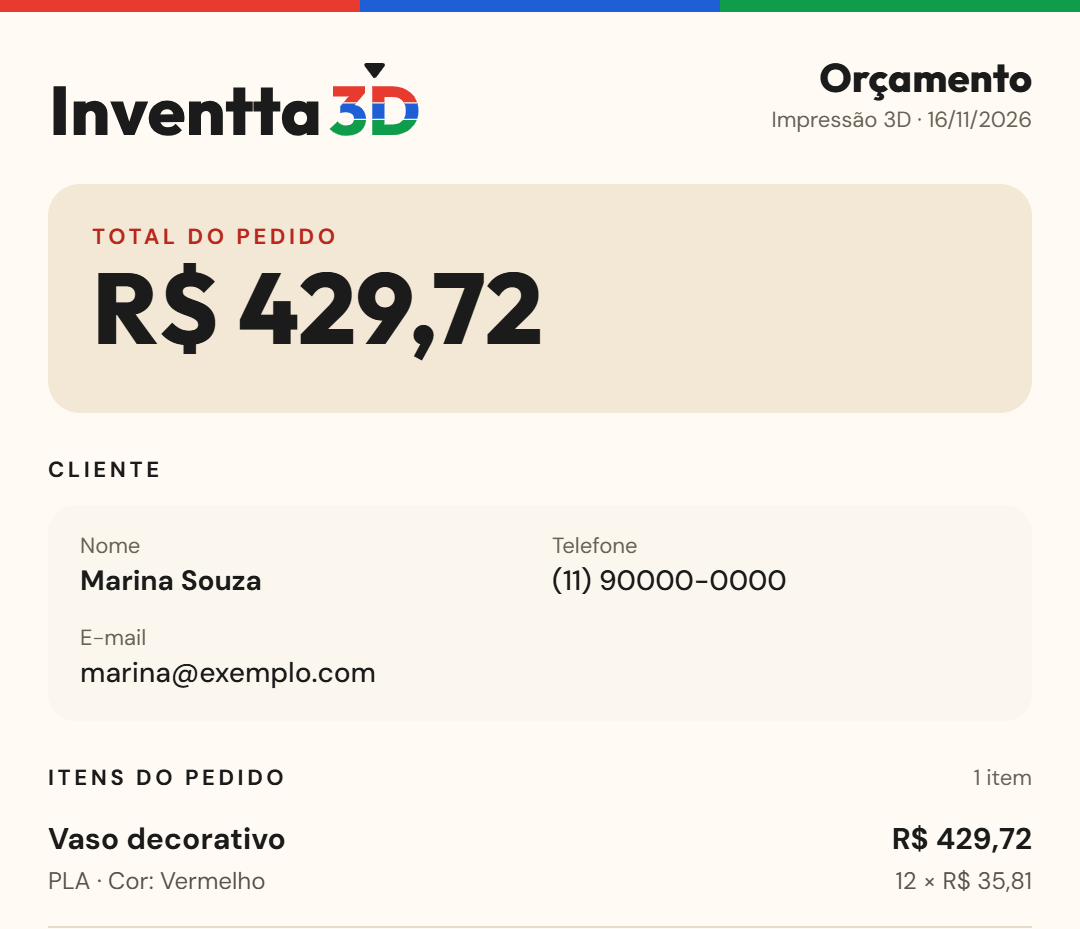 Inventta 3D
Orçamento
Impressão 3D · 16/11/2026
TOTAL DO PEDIDO
R$ 429,72
CLIENTE
Nome
Marina Souza
Telefone
(11) 90000-0000
E-mail
marina@exemplo.com
ITENS DO PEDIDO
1 item
Vaso decorativo
R$ 429,72
PLA · Cor: Vermelho
12 × R$ 35,81